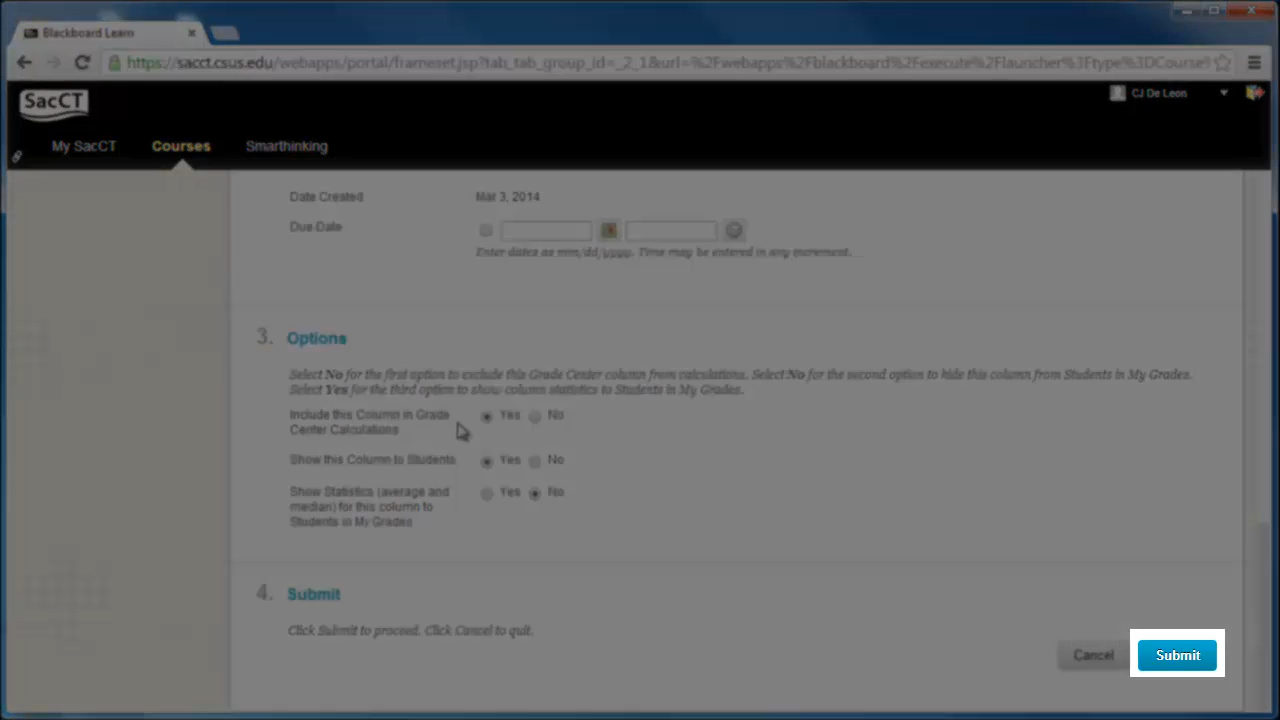 Blackboard Learn
https://sacct.csus.edu/webapps/portal/frameset.jsp?tab_tab_group_id=_2_1&url=%2Fwebapps%2Fblackboard%2Fexecute%2Flauncher%3Ftype%3DCourse%
SacCT
CJ De Leon
My SacCT Courses Smarthinking
Date Created Mar 3, 2014
Due Date
Enter dates as mm/dd/yyyy. Time may be entered in any increment.
3. Options
Select No for the first option to exclude this Grade Center column from calculations. Select No for the second option to hide this column from Students in My Grades.
Select Yes for the third option to show column statistics to Students in My Grades.
Include this Column in Grade Yes No
Center Calculations
Show this Column to Students Yes No
Show Statistics (average and Yes No
median) for this column to
Students in My Grades
4. Submit
Click Submit to proceed. Click Cancel to quit.
Cancel Submit